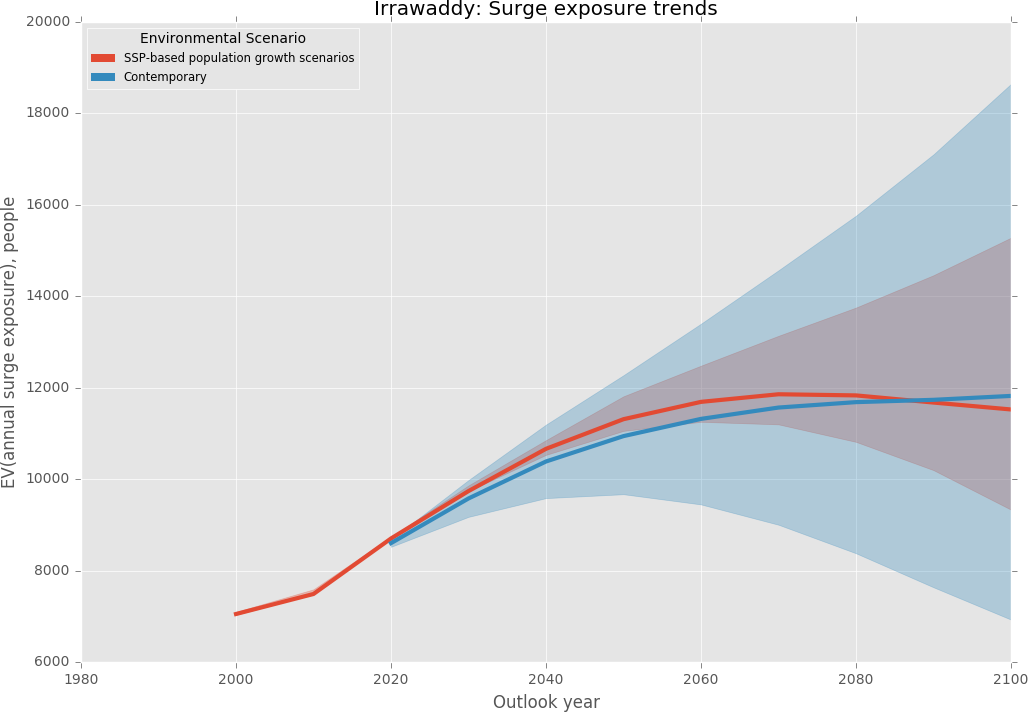 Irrawaddy: Surge exposure trends
20000
18000
16000
14000
12000
10000
8000
6000
EV(annual surge exposure), people
Environmental Scenario
SSP-based population growth scenarios
Contemporary
1980 2000 2020 2040 2060 2080 2100
Outlook year